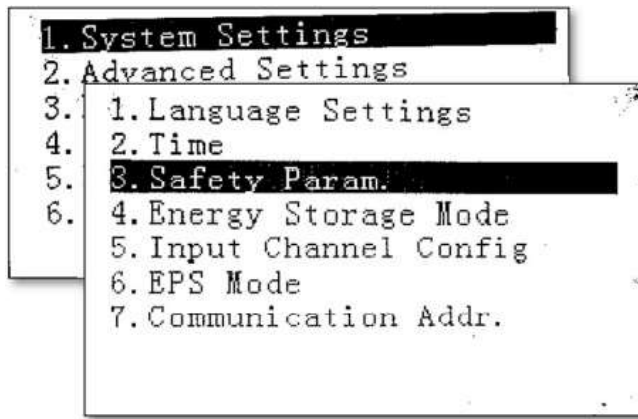 1.System Settings
2.Advanced Settings
3.
4.
5.
6.
1.Language Settings
2.Time
3.Safety Param.
4.Energy Storage Mode
5.Input Channel Config
6.EPS Mode
7.Communication Addr.